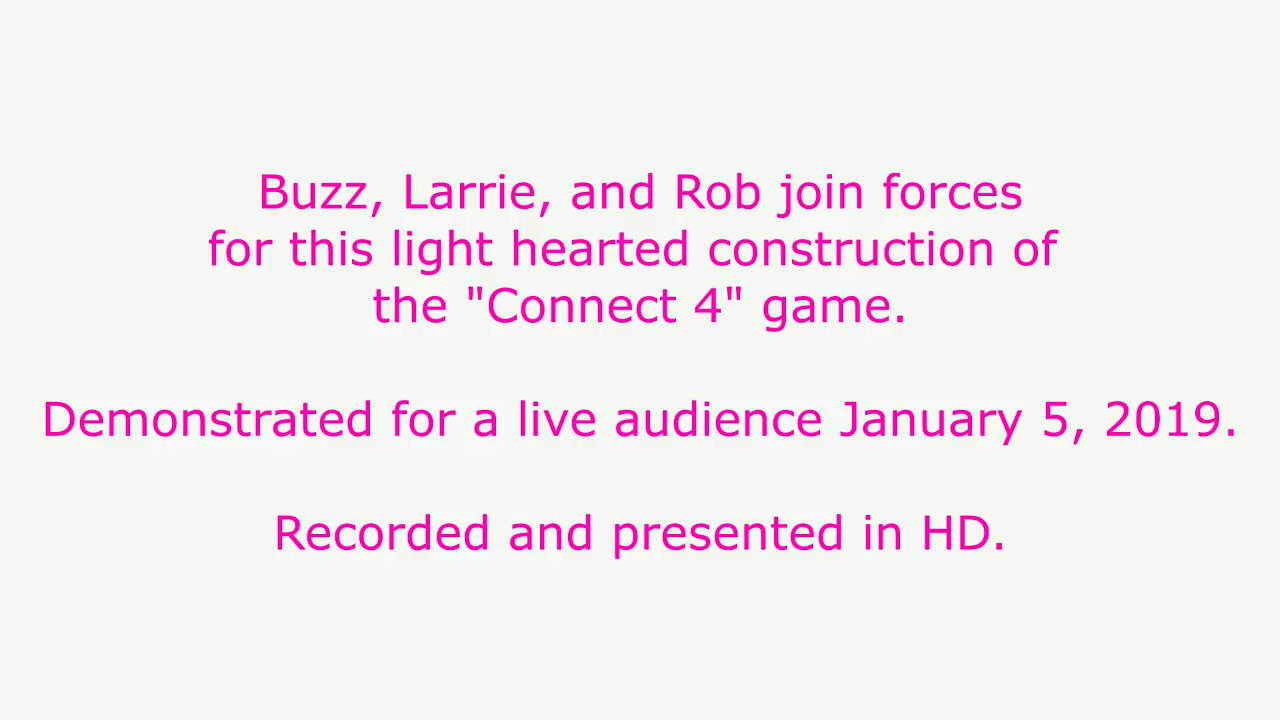 Buzz, Larrie, and Rob join forces
for this light hearted construction of
the "Connect 4" game.
Demonstrated for a live audience January 5, 2019.
Recorded and presented in HD.